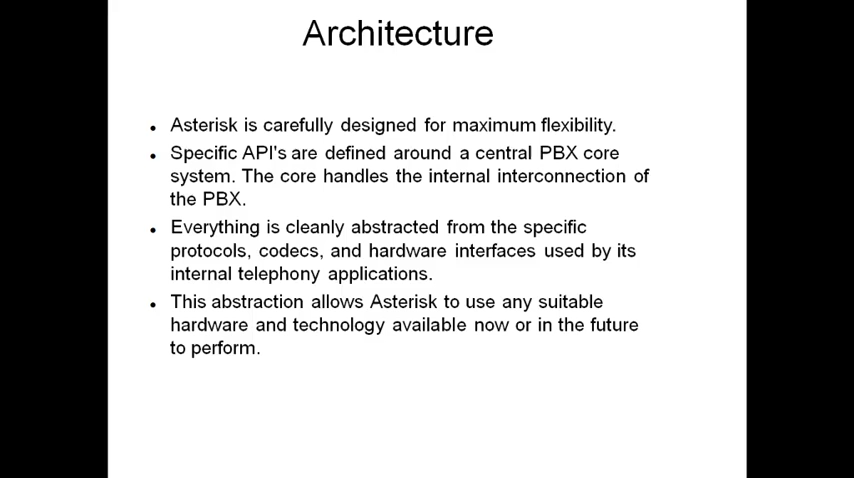 Architecture
• Asterisk is carefully designed for maximum flexibility.
• Specific API's are defined around a central PBX core
system. The core handles the internal interconnection of
the PBX.
• Everything is cleanly abstracted from the specific
protocols, codecs, and hardware interfaces used by its
internal telephony applications.
• This abstraction allows Asterisk to use any suitable
hardware and technology available now or in the future
to perform.